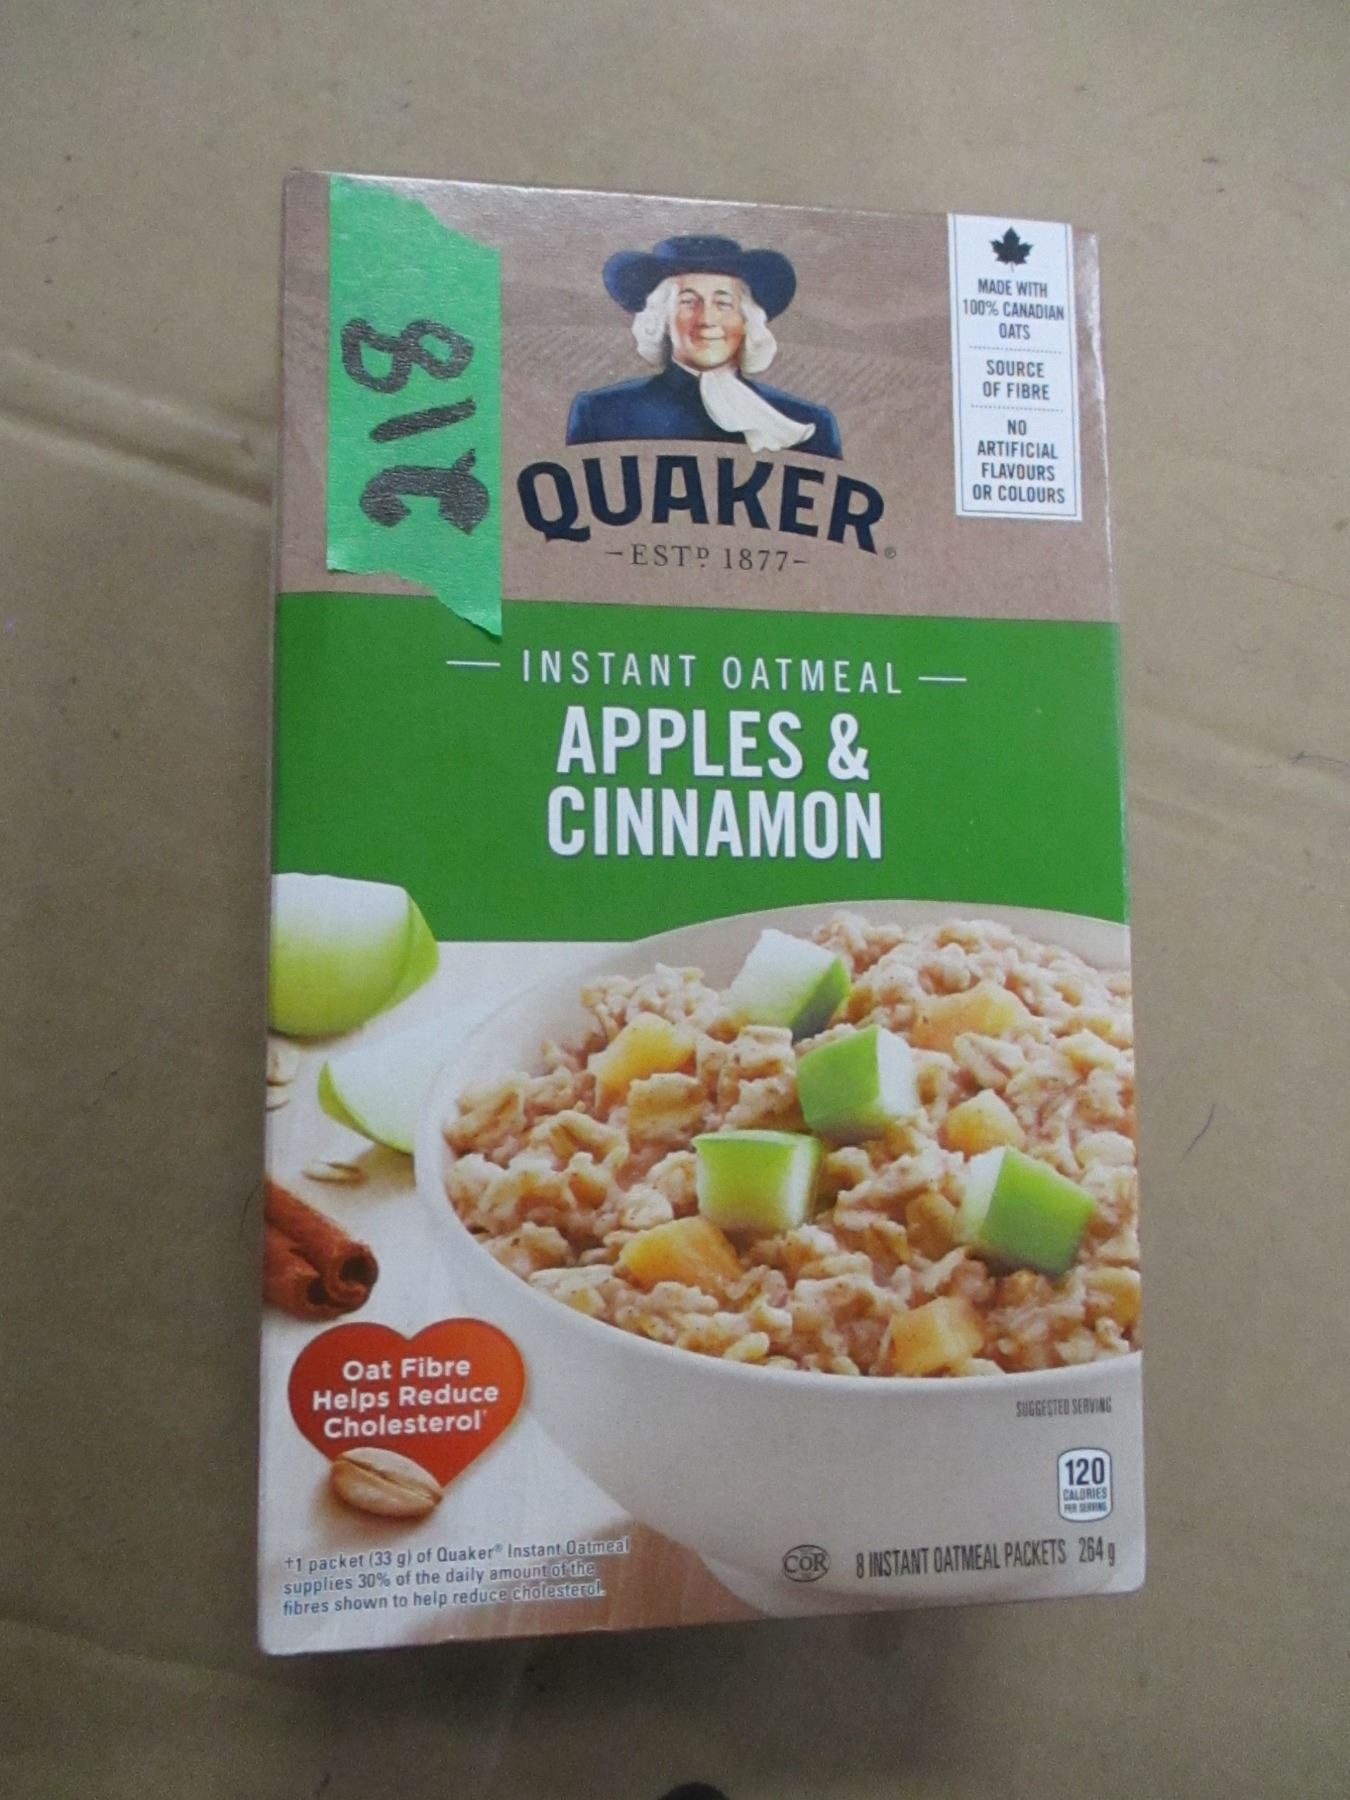 81C
QUAKER®
-ESTD 1877-
MADE WITH
100% CANADIAN
OATS
SOURCE
OF FIBRE
NO
ARTIFICIAL
FLAVOURS
OR COLOURS
INSTANT OATMEAL
APPLES &
CINNAMON
Oat Fibre
Helps Reduce
Cholesterol†
SUGGESTED SERVING
120
CALORIES
PER SERVING
†1 packet (33 g) of Quaker® Instant Oatmeal
supplies 30% of the daily amount of the
fibres shown to help reduce cholesterol.
COR
8 INSTANT OATMEAL PACKETS 264 g